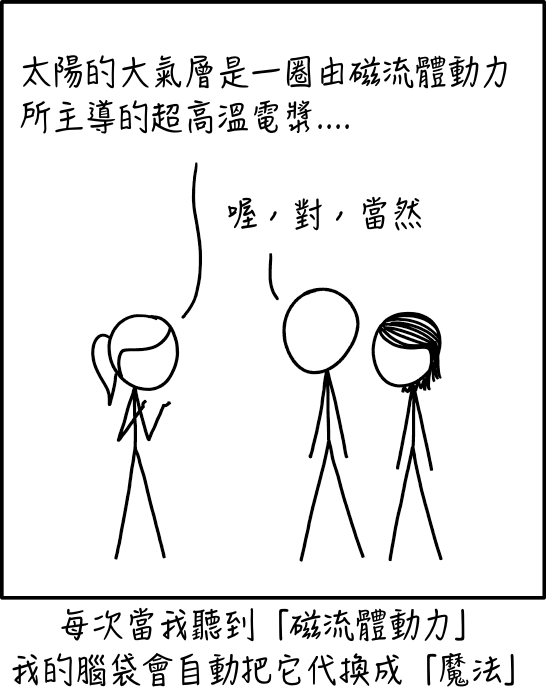 太陽的大氣層是一圈由磁流體動力
所主導的超高溫電漿....
喔，對，當然
每次當我聽到「磁流體動力」
我的腦袋會自動把它代換成「魔法」